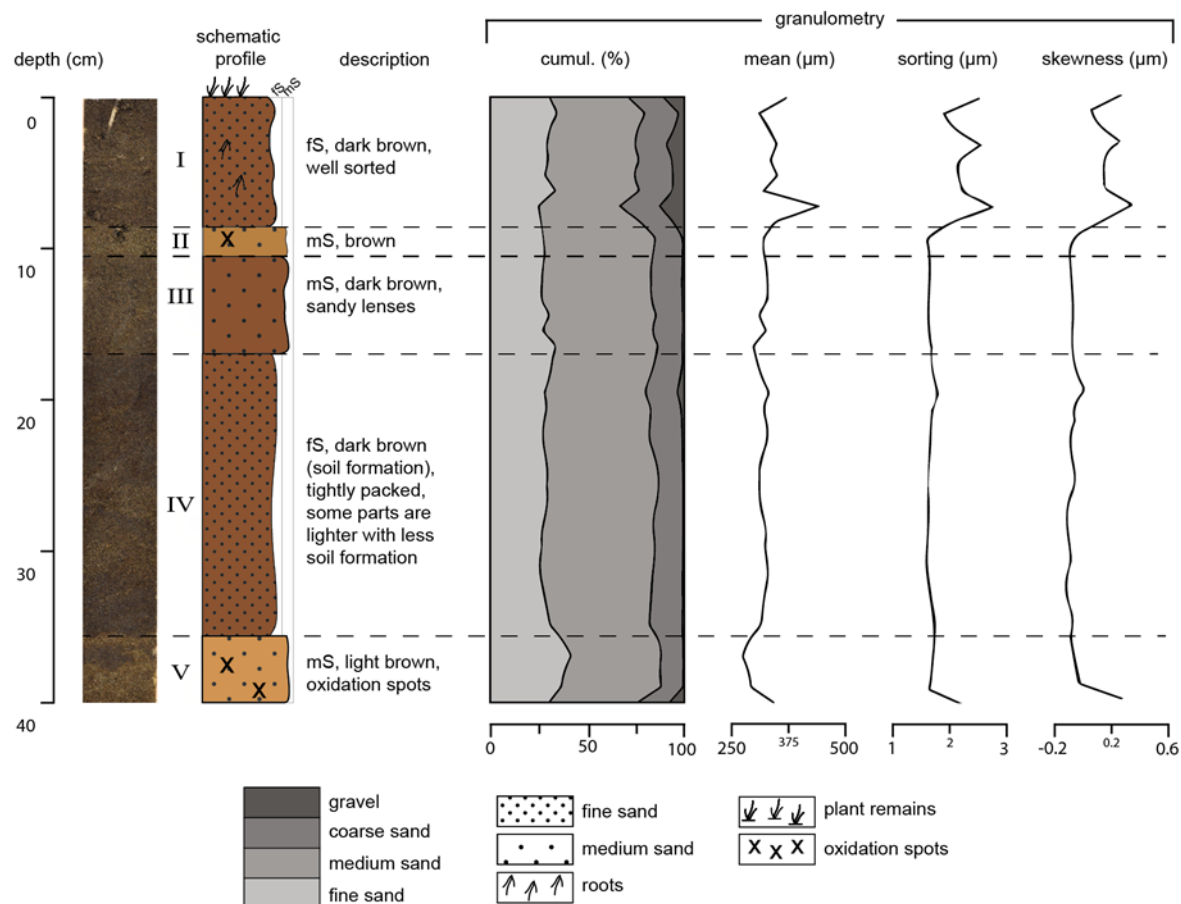 granulometry
depth (cm)
schematic
profile
description
cumul. (%)
mean (µm)
sorting (µm)
skewness (µm)
fS
mS
0
I
fS, dark brown,
well sorted
II
mS, brown
10
III
mS, dark brown,
sandy lenses
20
IV
fS, dark brown
(soil formation),
tightly packed,
some parts are
lighter with less
soil formation
30
V
mS, light brown,
oxidation spots
40
0 50 100
250 375 500
1 2 3
-0.2 0.2 0.6
gravel
coarse sand
medium sand
fine sand
fine sand
medium sand
roots
plant remains
oxidation spots